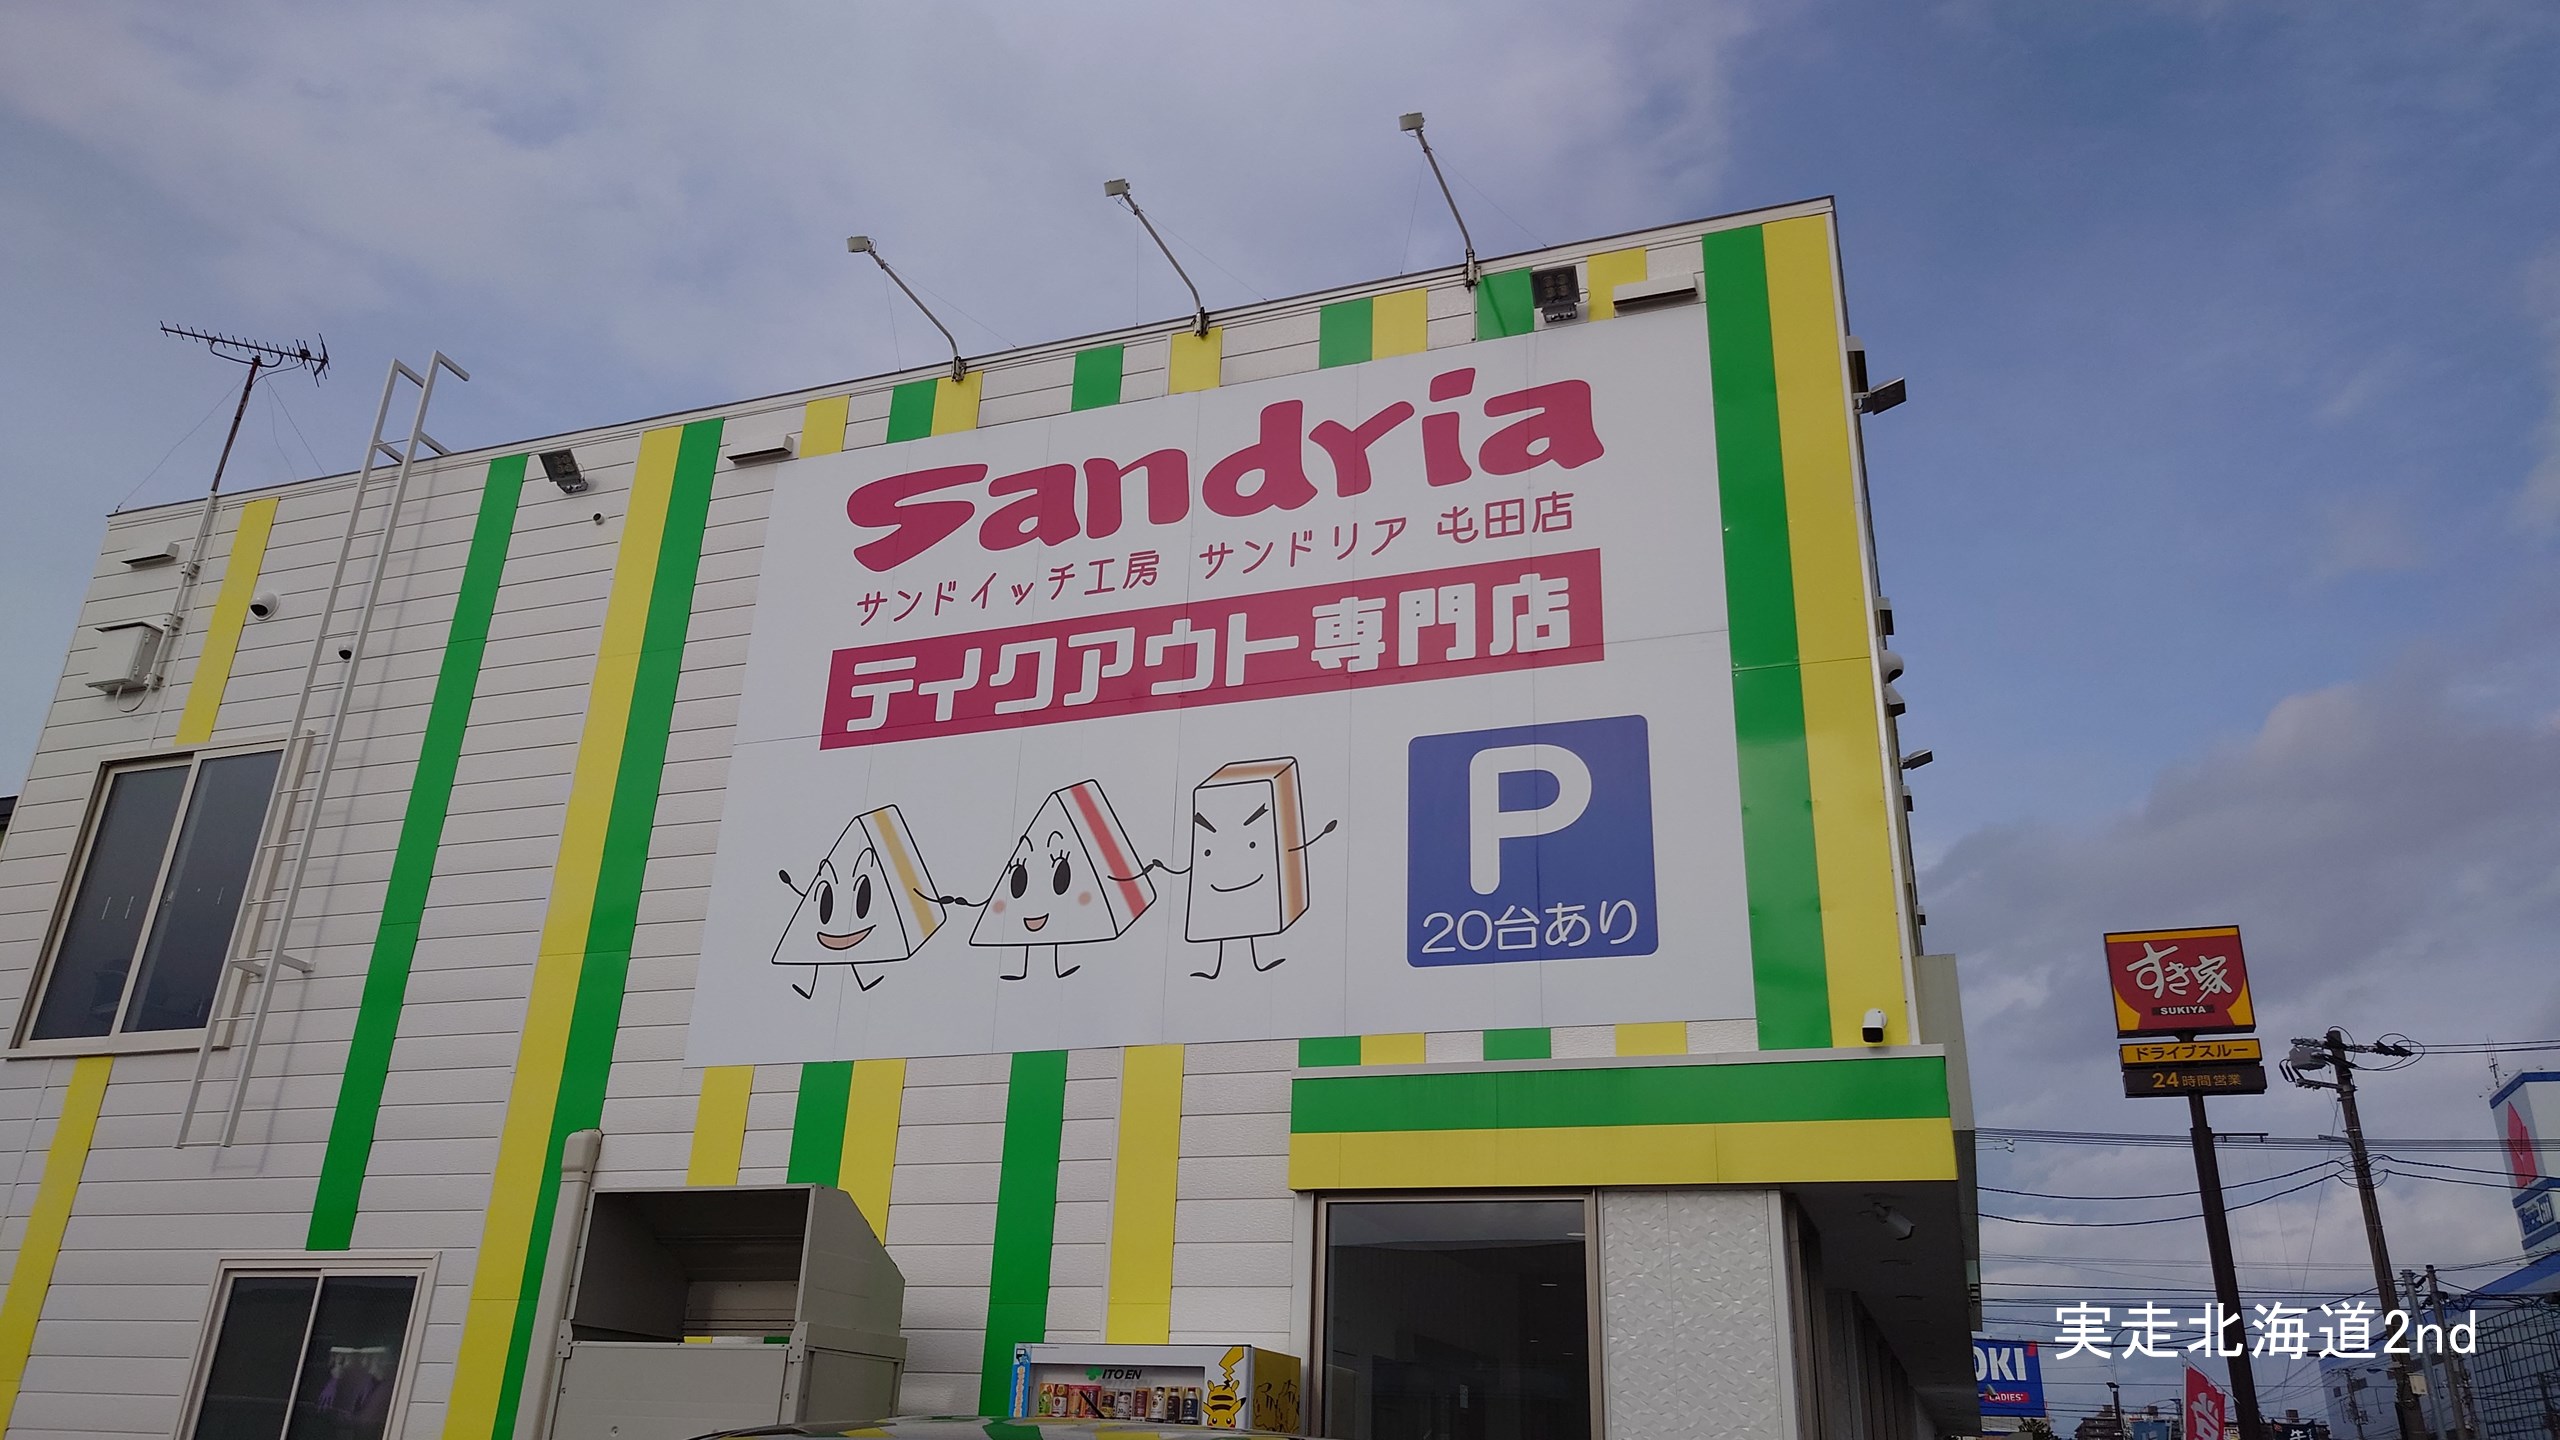 Sandria
サンドイッチ工房 サンドリア 屯田店
テイクアウト専門店
P
20台あり
すき家
SUKIYA
ドライブスルー
24時間営業
ITO EN
OKI
LADIES'
実走北海道2nd